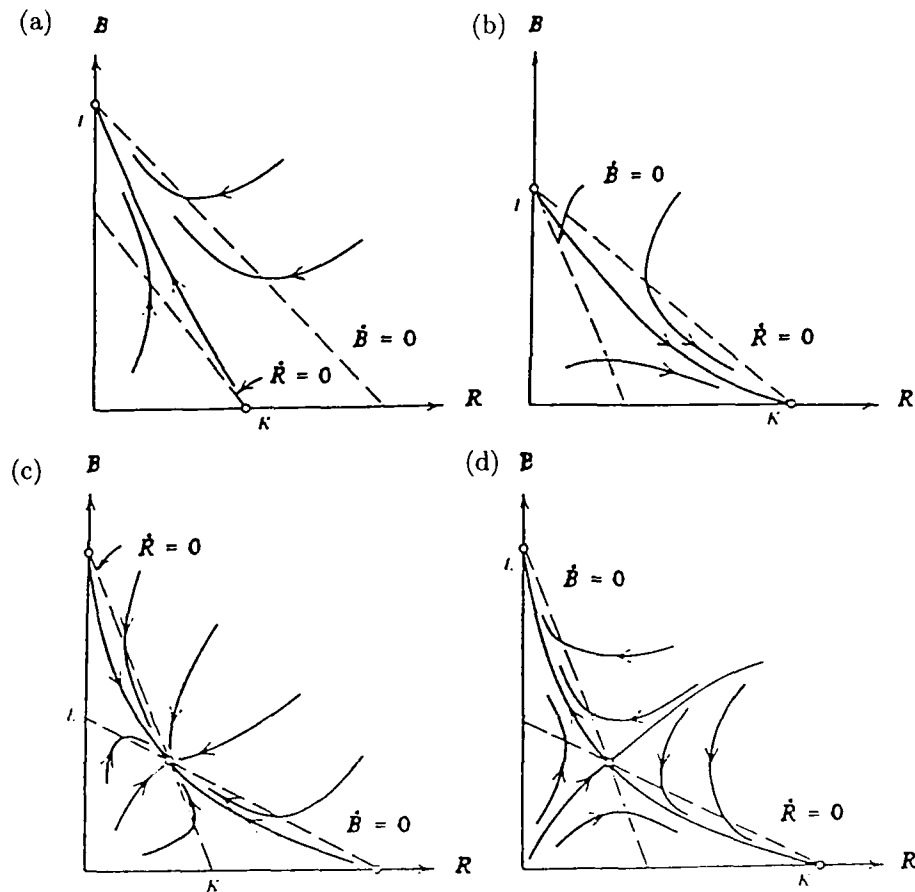 (a) B
(b) B
Ḃ = 0
I
I
Ḃ = 0
Ṙ = 0
Ṙ = 0
R
R
K
K
(c) B
(d) B
Ṙ = 0
Ḃ = 0
L
L
Ḃ = 0
Ṙ = 0
R
R
K
K